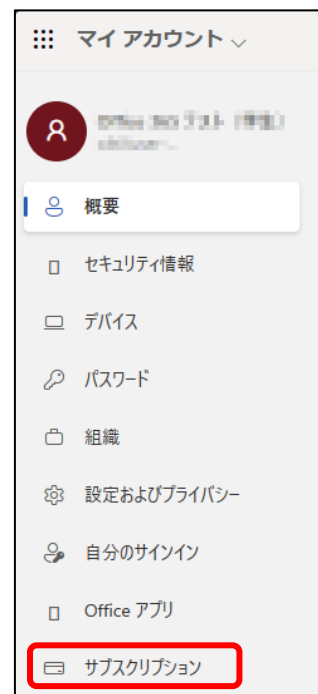 マイ アカウント
概要
セキュリティ情報
デバイス
パスワード
組織
設定およびプライバシー
自分のサインイン
Office アプリ
サブスクリプション